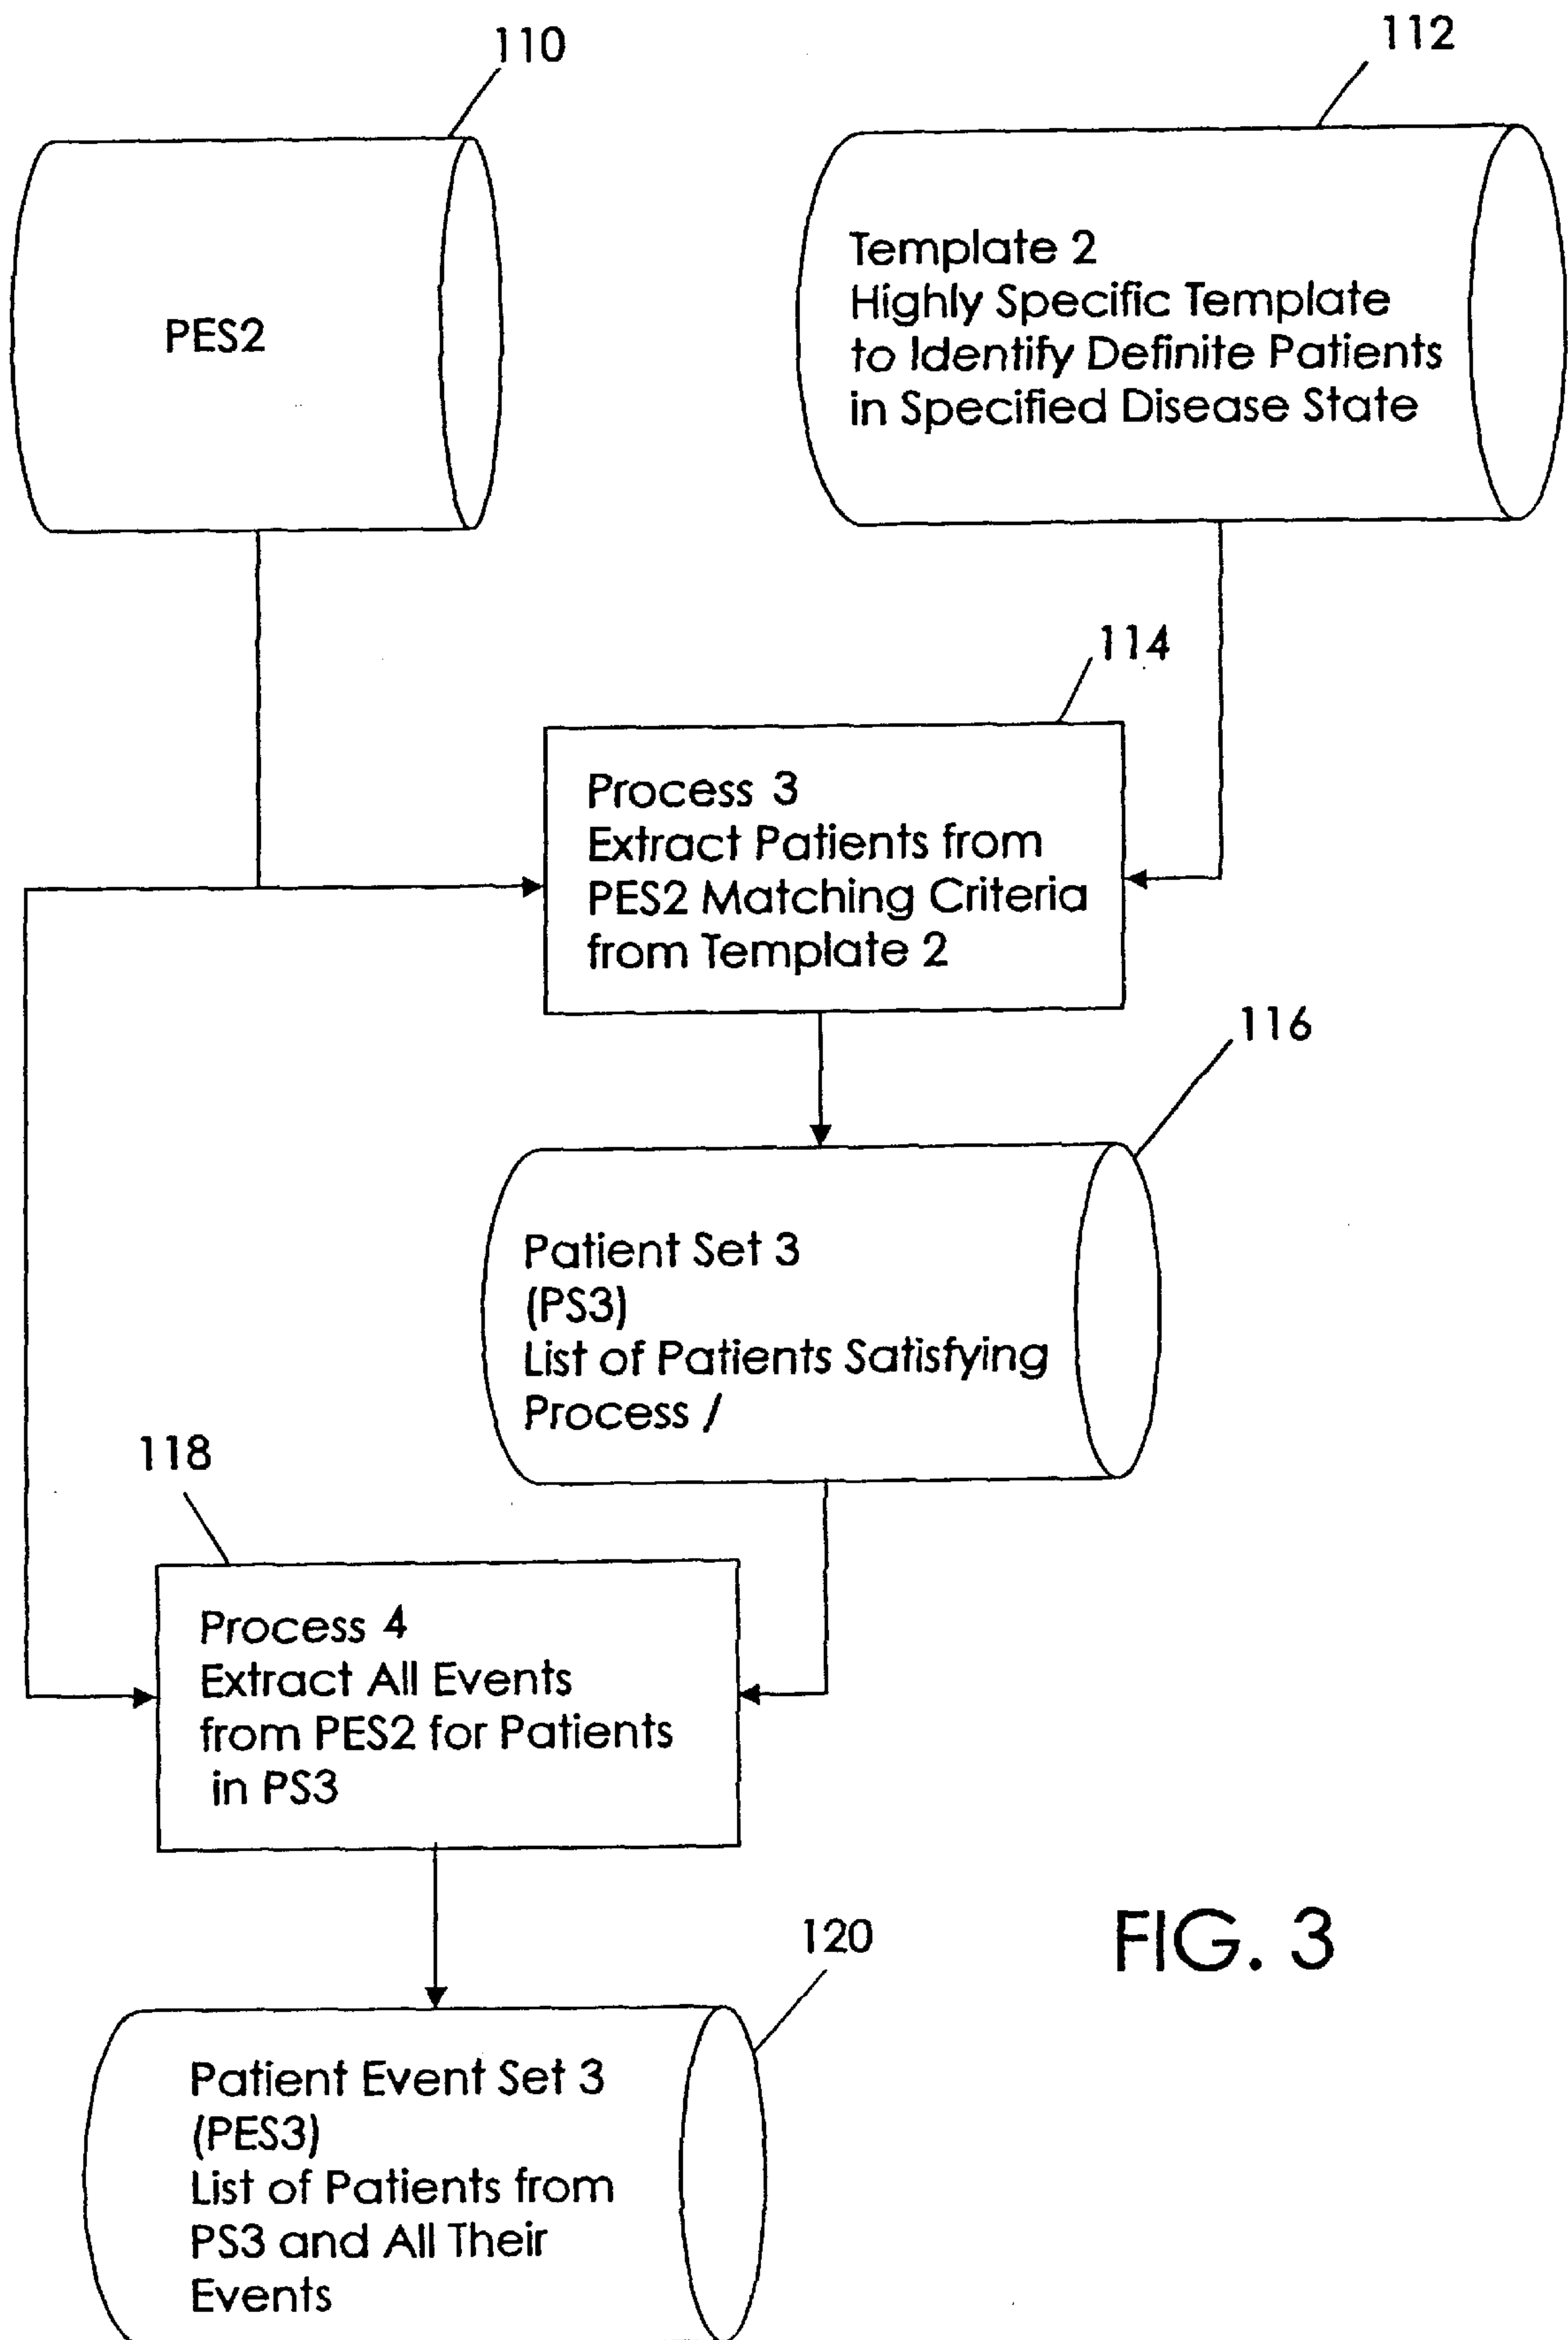 110
112
PES2
Template 2
Highly Specific Template
to Identify Definite Patients
in Specified Disease State
114
Process 3
Extract Patients from
PES2 Matching Criteria
from Template 2
116
Patient Set 3
(PS3)
List of Patients Satisfying
Process /
118
Process 4
Extract All Events
from PES2 for Patients
in PS3
120
FIG. 3
Patient Event Set 3
(PES3)
List of Patients from
PS3 and All Their
Events